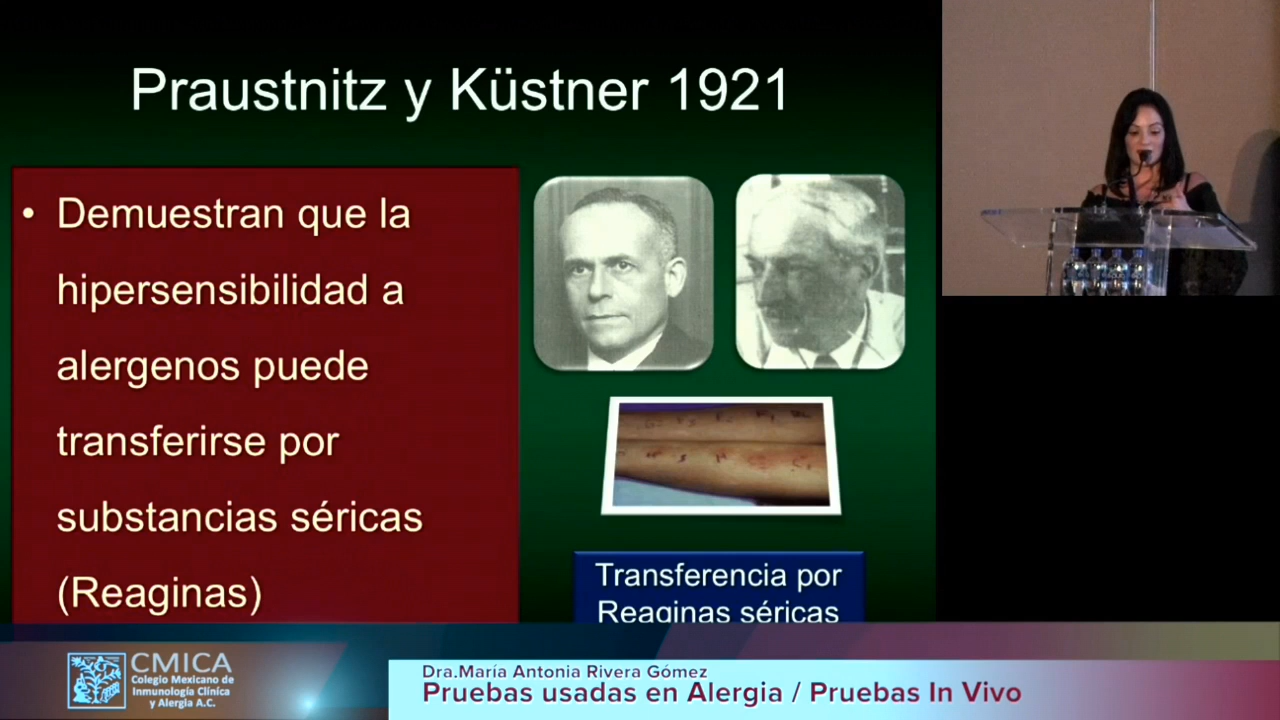 Praustnitz y Küstner 1921
• Demuestran que la
hipersensibilidad a
alergenos puede
transferirse por
substancias séricas
(Reaginas)
Transferencia por
Reaginas séricas
CMICA
Colegio Mexicano de
Inmunología Clínica
y Alergia A.C.
Dra.María Antonia Rivera Gómez
Pruebas usadas en Alergia / Pruebas In Vivo